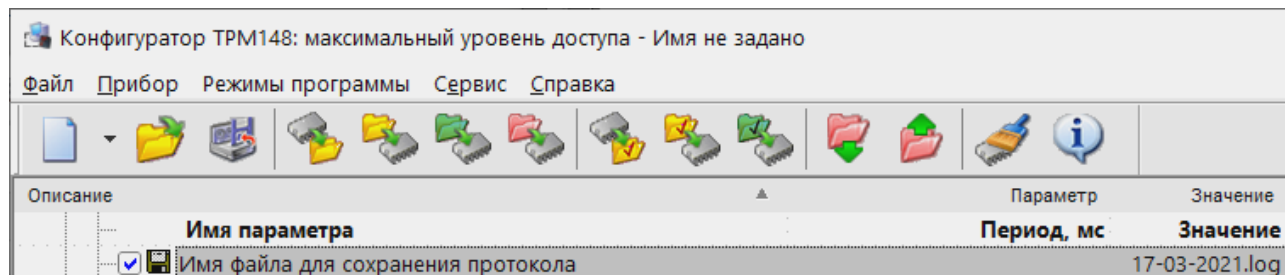 Конфигуратор ТРМ148: максимальный уровень доступа - Имя не задано
Файл Прибор Режимы программы Сервис Справка
Описание Параметр Значение
Имя параметра Период, мс Значение
Имя файла для сохранения протокола 17-03-2021.log